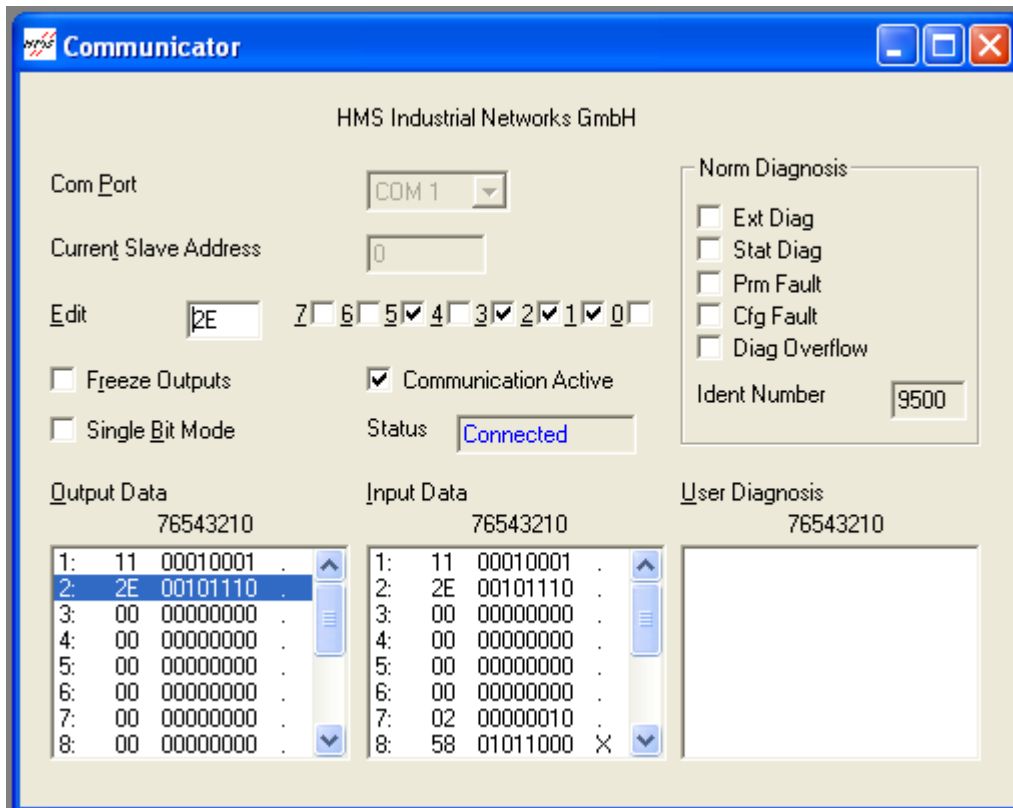 HMS Communicator
HMS Industrial Networks GmbH
Com Port
COM 1
Current Slave Address
0
Edit
2E
7 6 5 4 3 2 1 0
Freeze Outputs
Communication Active
Single Bit Mode
Status
Connected
Norm Diagnosis
Ext Diag
Stat Diag
Prm Fault
Cfg Fault
Diag Overflow
Ident Number
9500
Output Data
76543210
1: 11 00010001 .
2: 2E 00101110 .
3: 00 00000000 .
4: 00 00000000 .
5: 00 00000000 .
6: 00 00000000 .
7: 00 00000000 .
8: 00 00000000 .
Input Data
76543210
1: 11 00010001 .
2: 2E 00101110 .
3: 00 00000000 .
4: 00 00000000 .
5: 00 00000000 .
6: 00 00000000 .
7: 02 00000010 .
8: 58 01011000 X
User Diagnosis
76543210